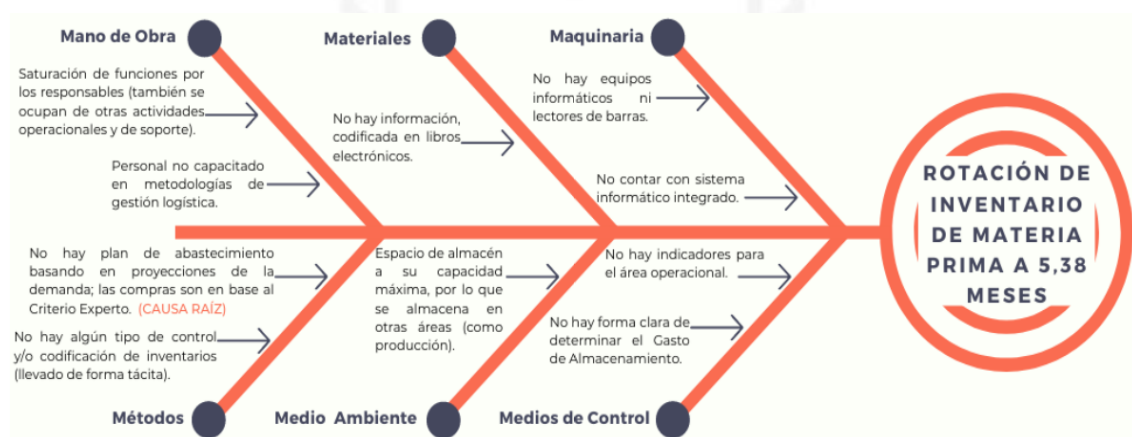 Mano de Obra
Saturación de funciones por
los responsables (también se
ocupan de otras actividades
operacionales y de soporte).
Personal no capacitado
en metodologías de
gestión logística.
Materiales
No hay información,
codificada en libros
electrónicos.
Maquinaria
No hay equipos
informáticos ni
lectores de barras.
No contar con sistema
informático integrado.
ROTACIÓN DE
INVENTARIO
DE MATERIA
PRIMA A 5,38
MESES
No hay plan de abastecimiento
basando en proyecciones de la
demanda; las compras son en base al
Criterio Experto. (CAUSA RAÍZ)
No hay algún tipo de control
y/o codificación de inventarios
(llevado de forma tácita).
Métodos
Espacio de almacén
a su capacidad
máxima, por lo que
se almacena en
otras áreas (como
producción).
Medio Ambiente
No hay indicadores para
el área operacional.
No hay forma clara de
determinar el Gasto
de Almacenamiento.
Medios de Control